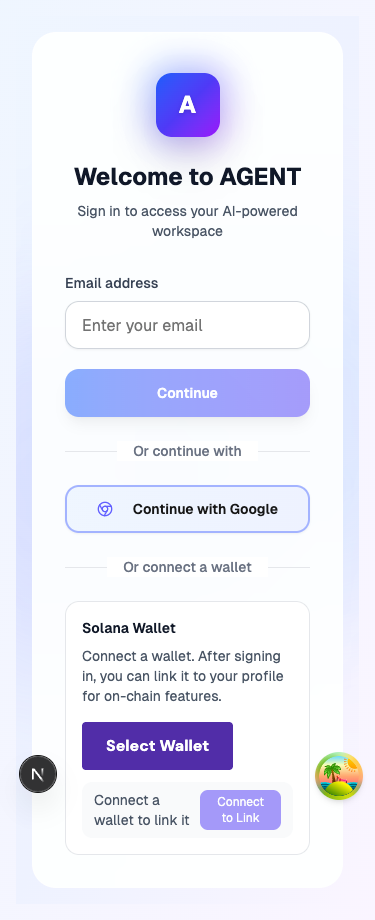 A
Welcome to AGENT
Sign in to access your AI-powered
workspace
Email address
Enter your email
Continue
Or continue with
Continue with Google
Or connect a wallet
Solana Wallet
Connect a wallet. After signing
in, you can link it to your profile
for on-chain features.
Select Wallet
N
Connect a
wallet to link it
Connect
to Link